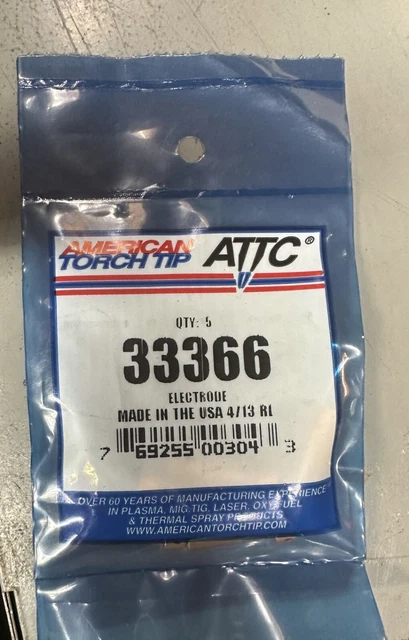 AMERICAN
TORCH TIP ATTC®
QTY: 5
33366
ELECTRODE
MADE IN THE USA 4/13 RL
7 69255 00304 3
OVER 60 YEARS OF MANUFACTURING EXPERIENCE
IN PLASMA, MIG, TIG, LASER, OXY-FUEL
& THERMAL SPRAY PRODUCTS
WWW.AMERICANTORCHTIP.COM